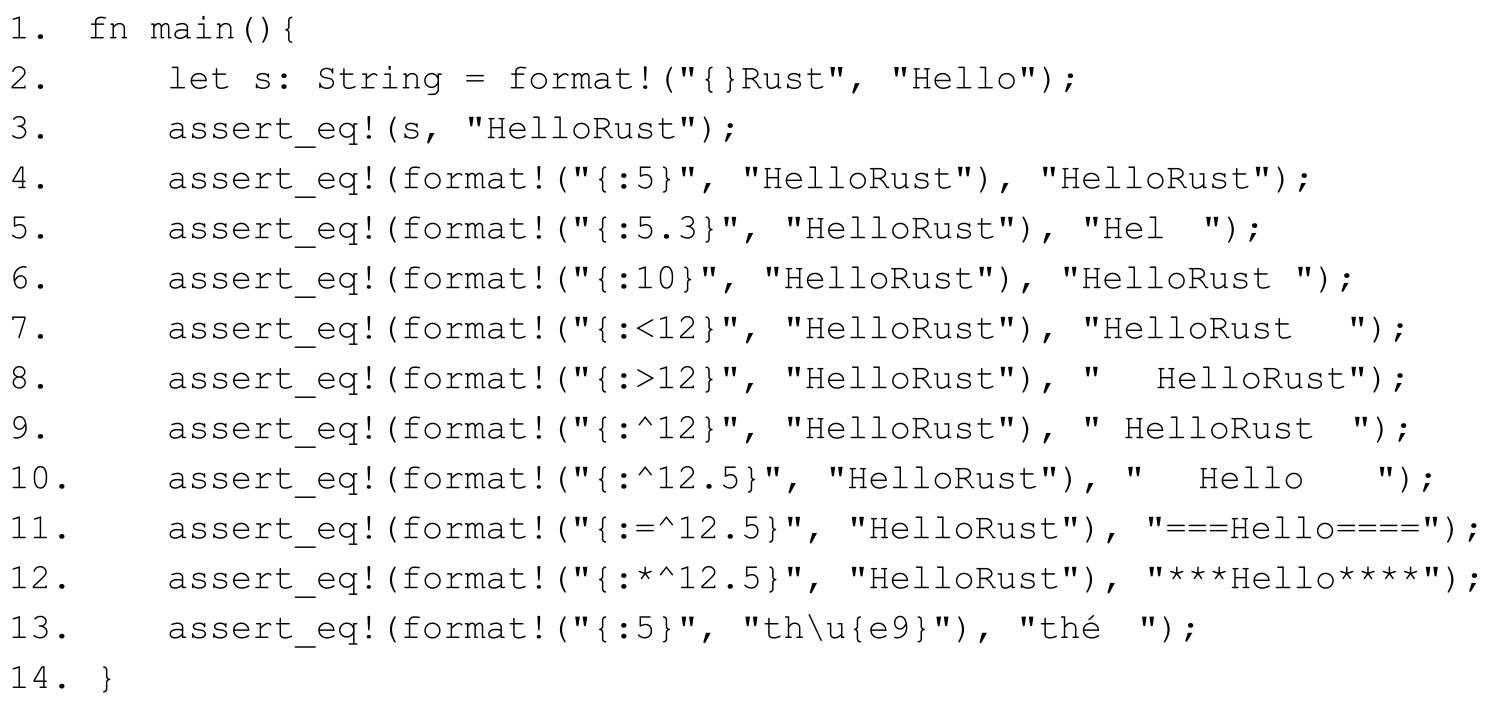 1.  fn main(){
2.      let s: String = format!("{}Rust", "Hello");
3.      assert_eq!(s, "HelloRust");
4.      assert_eq!(format!("{:5}", "HelloRust"), "HelloRust");
5.      assert_eq!(format!("{:5.3}", "HelloRust"), "Hel  ");
6.      assert_eq!(format!("{:10}", "HelloRust"), "HelloRust ");
7.      assert_eq!(format!("{:<12}", "HelloRust"), "HelloRust   ");
8.      assert_eq!(format!("{:>12}", "HelloRust"), "   HelloRust");
9.      assert_eq!(format!("{:^12}", "HelloRust"), " HelloRust  ");
10.     assert_eq!(format!("{:^12.5}", "HelloRust"), "   Hello    ");
11.     assert_eq!(format!("{:=^12.5}", "HelloRust"), "===Hello====");
12.     assert_eq!(format!("{:*^12.5}", "HelloRust"), "***Hello****");
13.     assert_eq!(format!("{:5}", "th\u{e9}"), "thé  ");
14. }